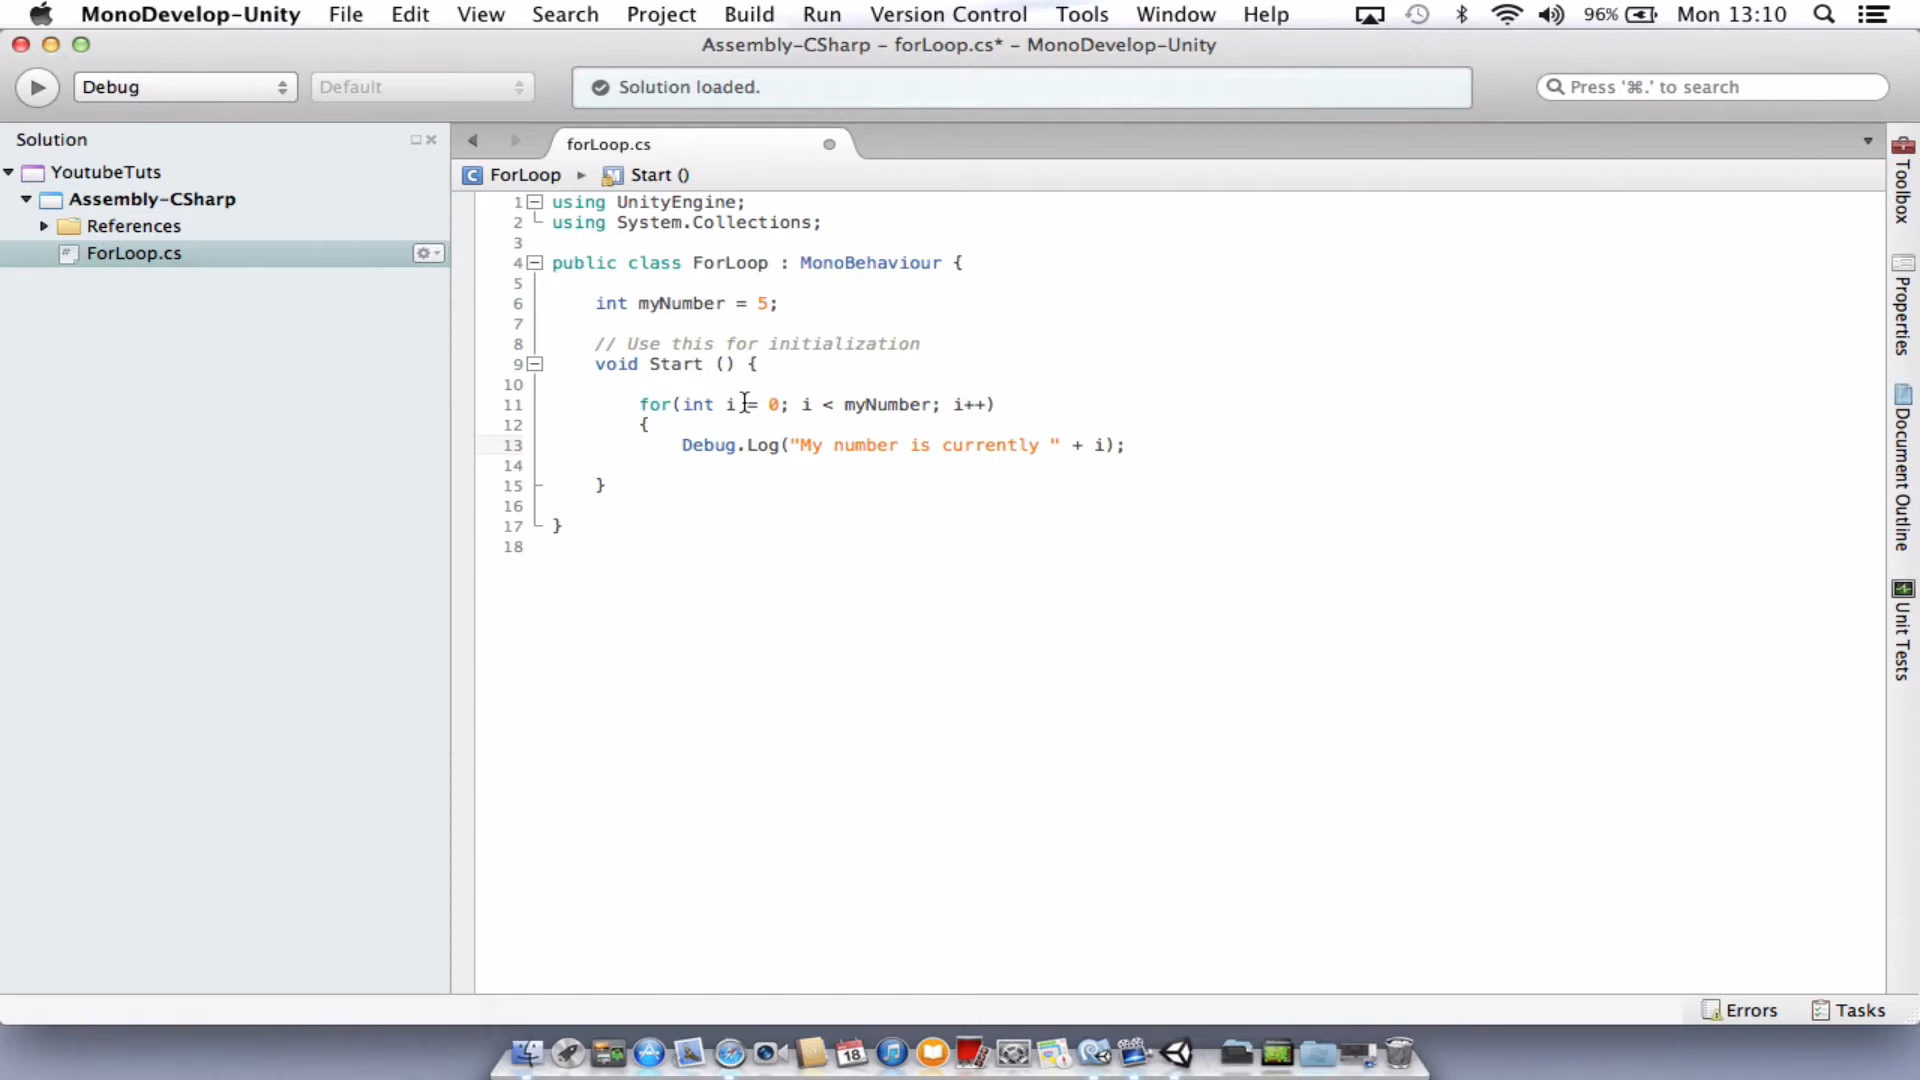 MonoDevelop-Unity File Edit View Search Project Build Run Version Control Tools Window Help 96% Mon 13:10
Assembly-CSharp – forLoop.cs* – MonoDevelop-Unity
Debug Default Solution loaded. Press '⌘.' to search
Solution
forLoop.cs
YoutubeTuts
ForLoop ▸ Start ()
Assembly-CSharp
References
ForLoop.cs
1 using UnityEngine;
2 using System.Collections;
3
4 public class ForLoop : MonoBehaviour {
5
6 int myNumber = 5;
7
8 // Use this for initialization
9 void Start () {
10
11 for(int i = 0; i < myNumber; i++)
12 {
13 Debug.Log("My number is currently " + i);
14
15 }
16
17 }
18
Toolbox
Properties
Document Outline
Unit Tests
Errors Tasks
18